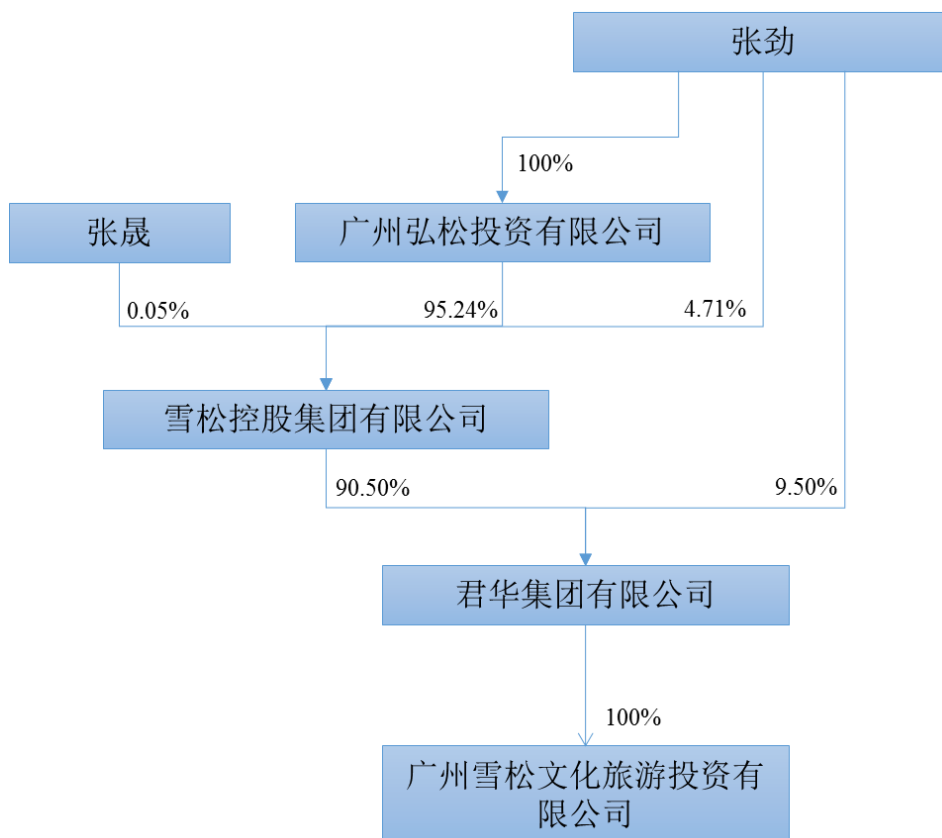 张劲
100%
张晟
广州弘松投资有限公司
0.05%
95.24%
4.71%
雪松控股集团有限公司
90.50%
9.50%
君华集团有限公司
100%
广州雪松文化旅游投资有
限公司